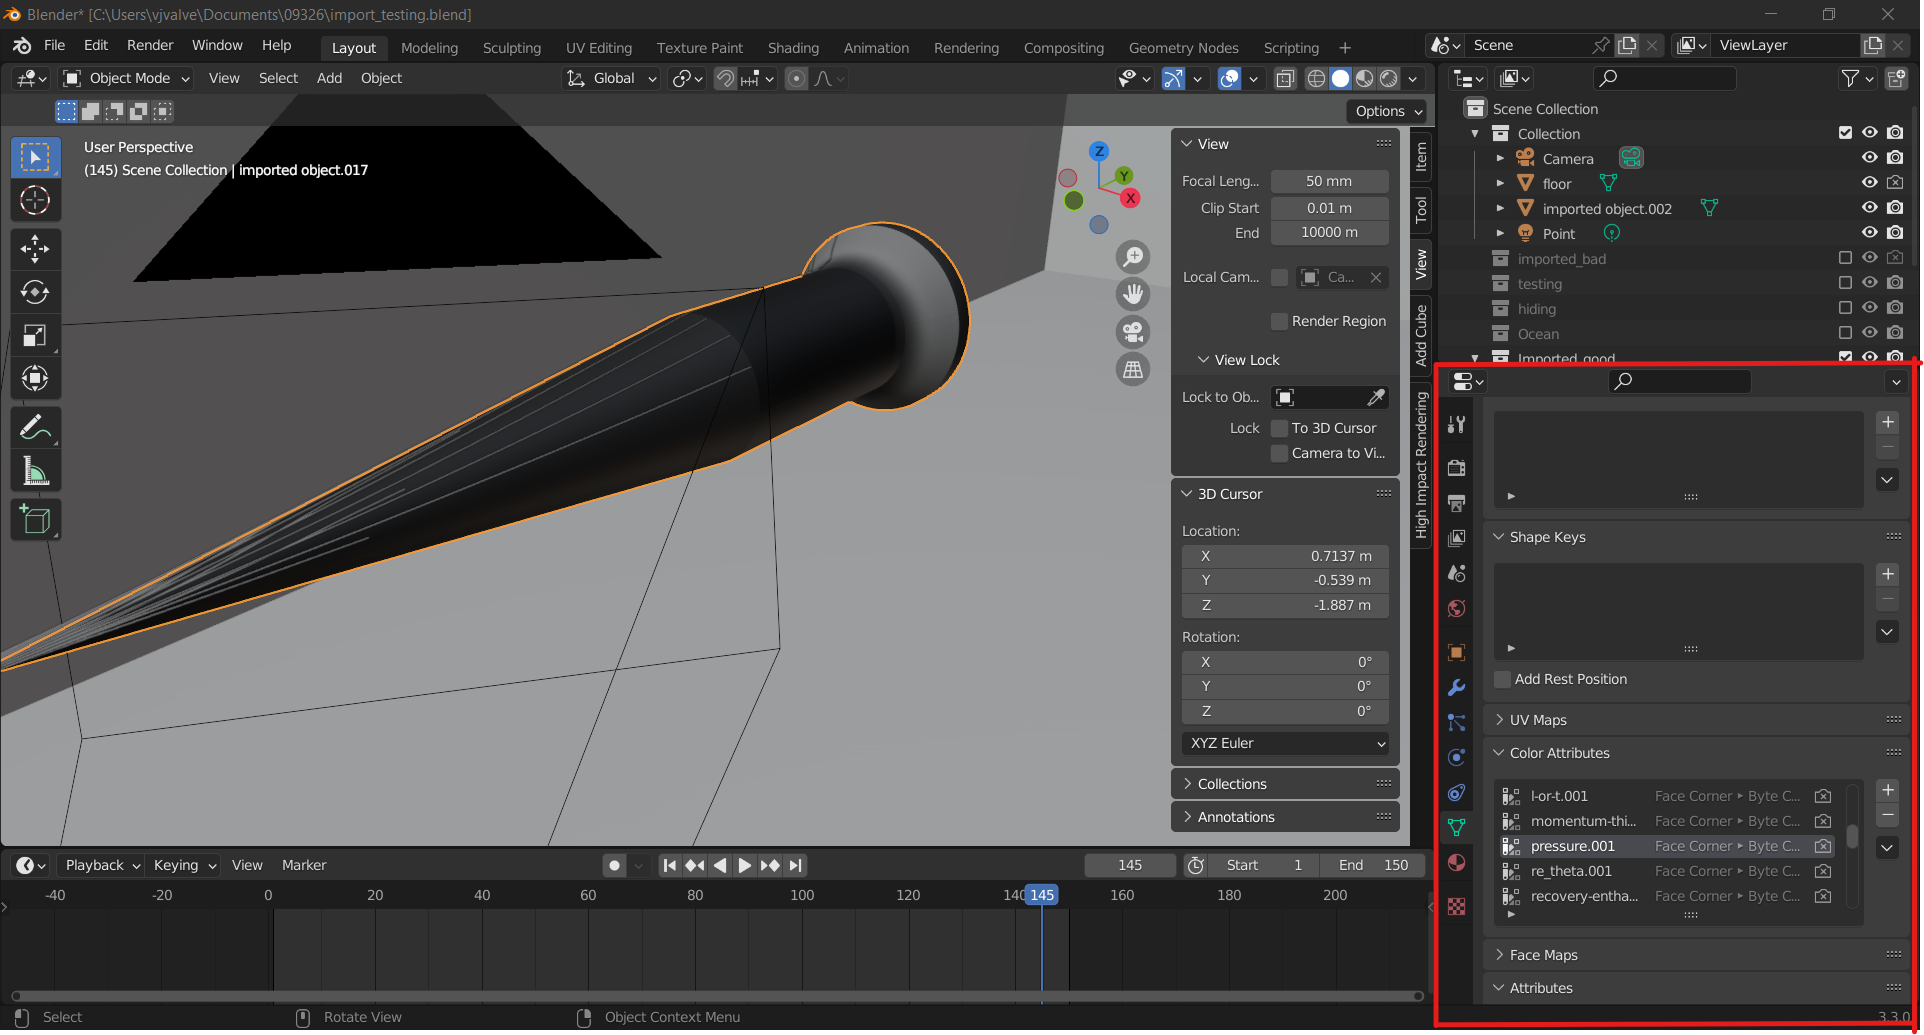 Blender* [C:\Users\vjvalve\Documents\09326\import_testing.blend]
File Edit Render Window Help
Layout Modeling Sculpting UV Editing Texture Paint Shading Animation Rendering Compositing Geometry Nodes Scripting +
Scene ViewLayer
Object Mode View Select Add Object Global
Options
User Perspective
(145) Scene Collection | imported object.017
Z
Y
X
View
Focal Leng... 50 mm
Clip Start 0.01 m
End 10000 m
Local Cam... Ca...
Render Region
View Lock
Lock to Ob...
Lock To 3D Cursor
Camera to Vi...
3D Cursor
Location:
X 0.7137 m
Y -0.539 m
Z -1.887 m
Rotation:
X 0°
Y 0°
Z 0°
XYZ Euler
Collections
Annotations
Item
Tool
View
Add Cube
High Impact Rendering
Scene Collection
Collection
Camera
floor
imported object.002
Point
imported_bad
testing
hiding
Ocean
Imported_good
Shape Keys
Add Rest Position
UV Maps
Color Attributes
l-or-t.001 Face Corner ▸ Byte C...
momentum-thi... Face Corner ▸ Byte C...
pressure.001 Face Corner ▸ Byte C...
re_theta.001 Face Corner ▸ Byte C...
recovery-entha... Face Corner ▸ Byte C...
Face Maps
Attributes
Playback Keying View Marker
145 Start 1 End 150
-40 -20 0 20 40 60 80 100 120 140 145 160 180 200
Select Rotate View Object Context Menu
3.3.0